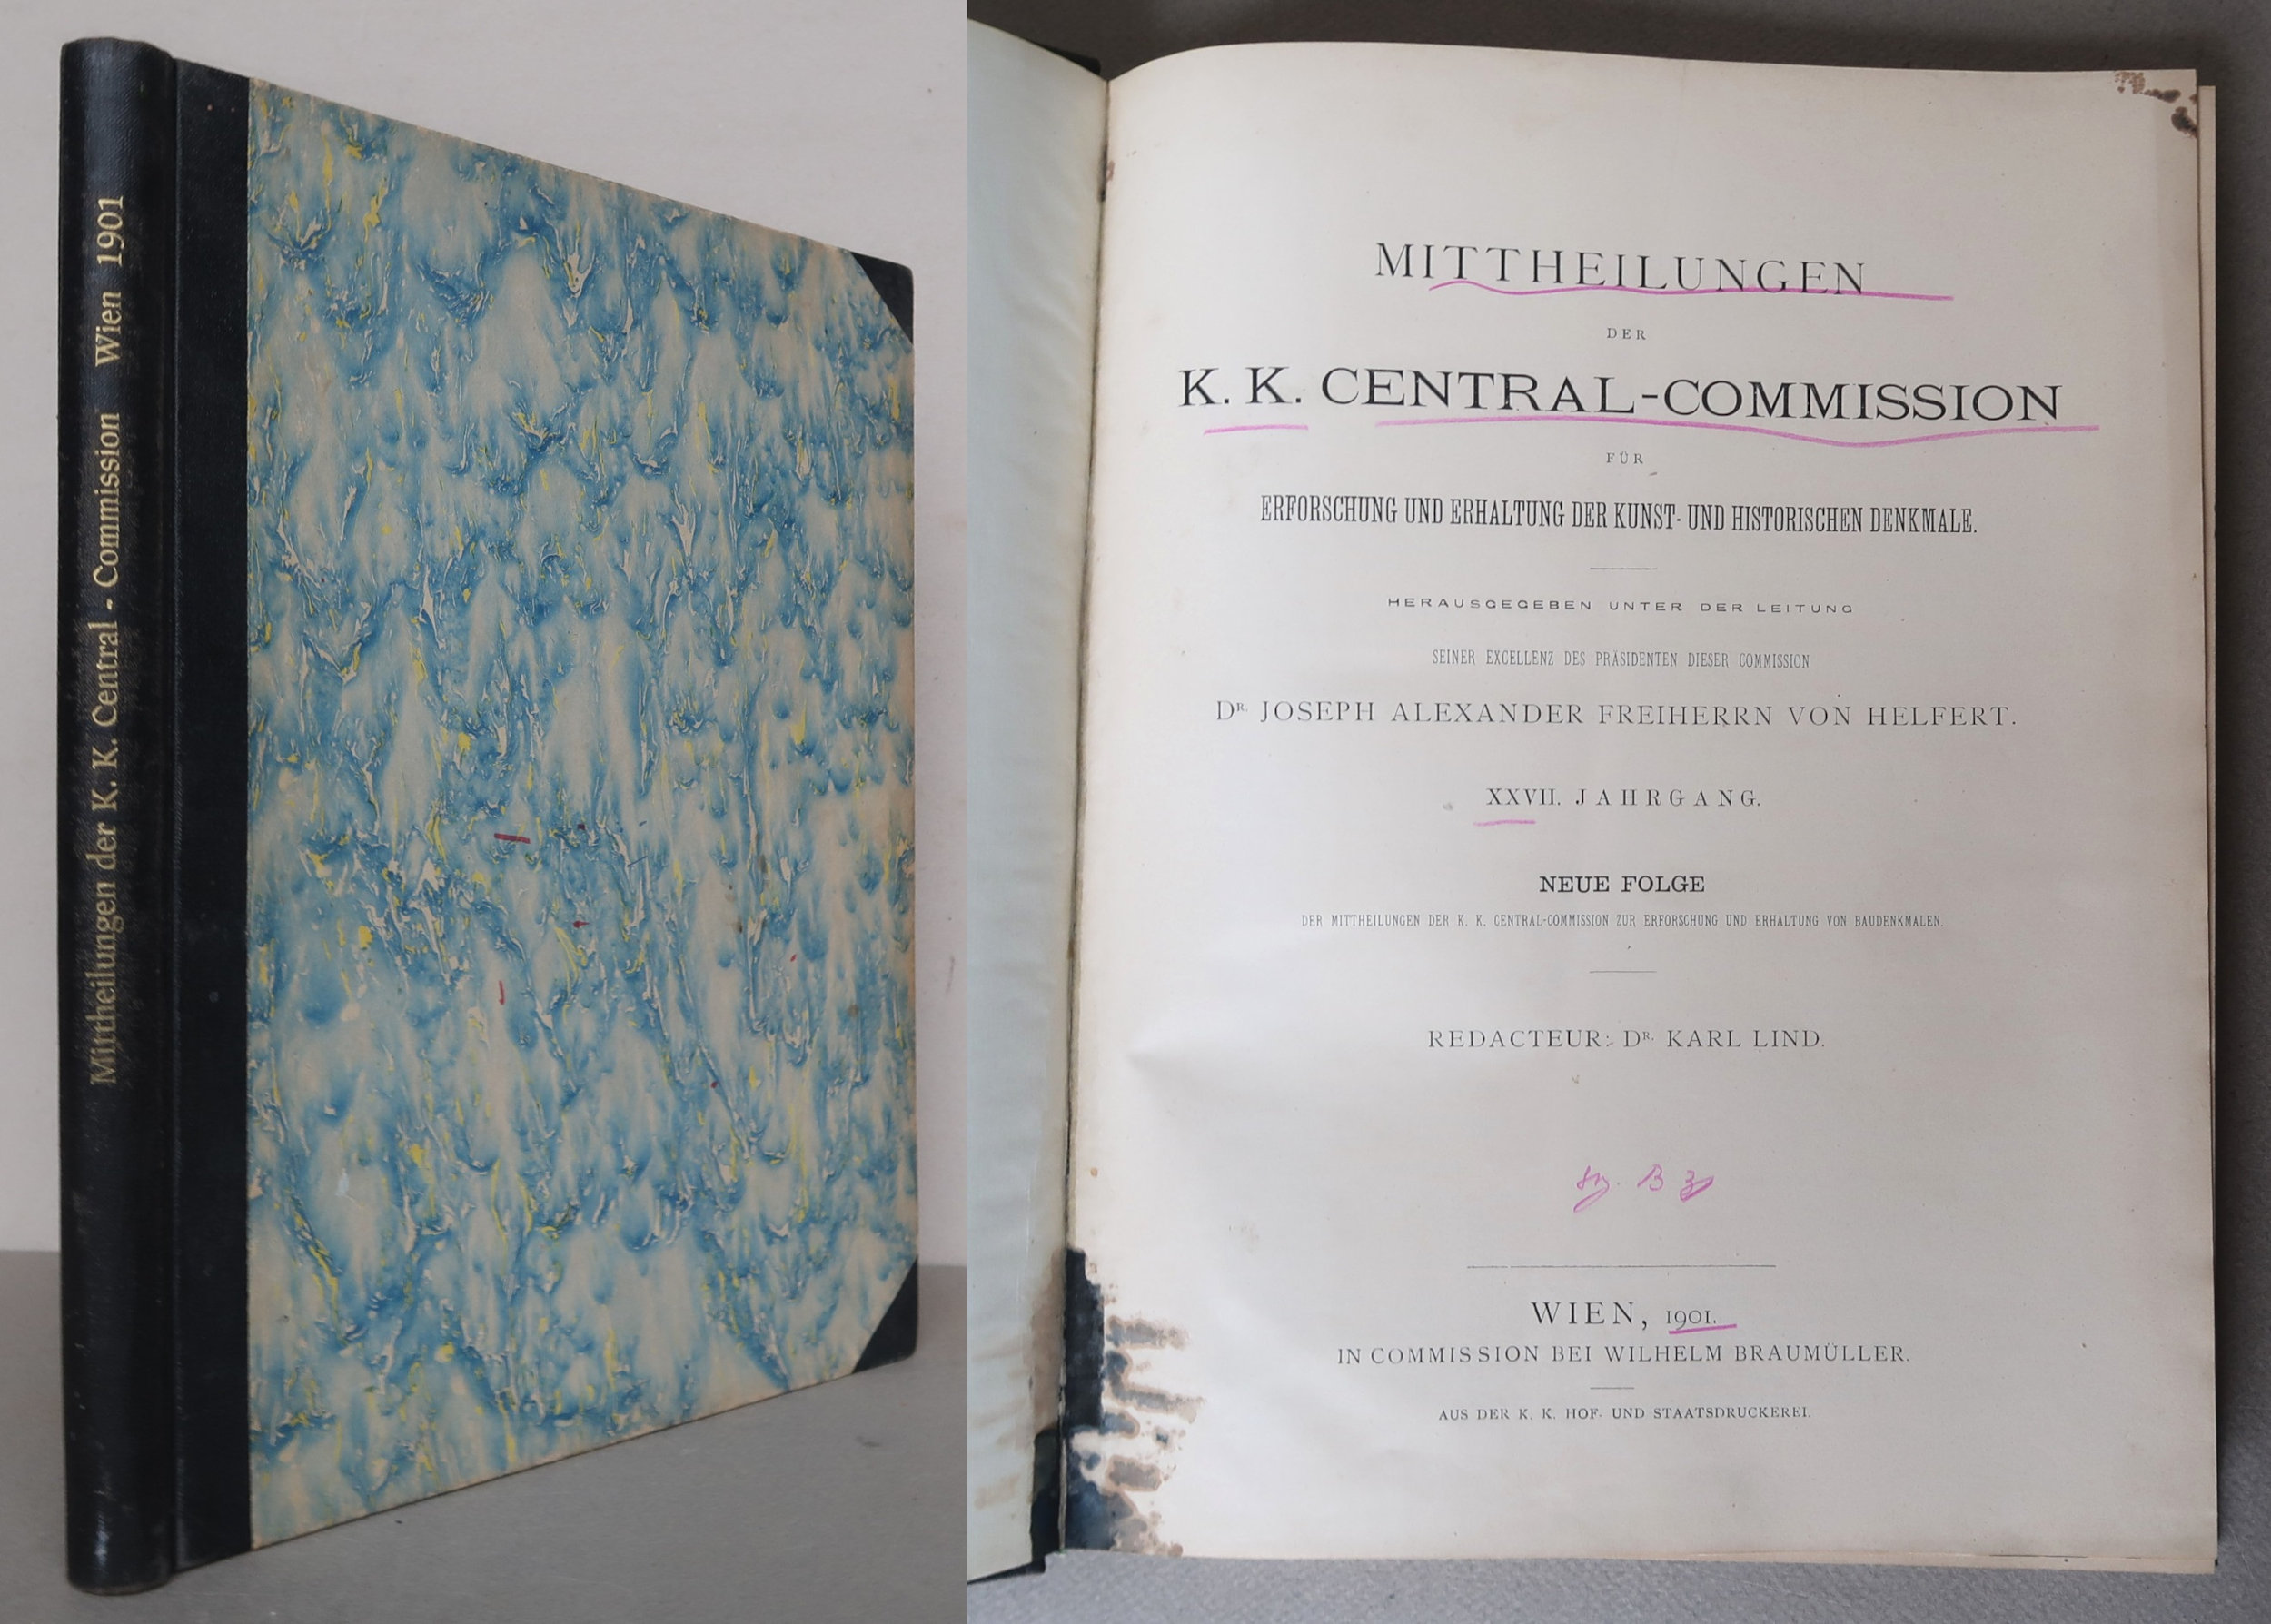 Mittheilungen der K. K. Central - Commission Wien 1901
MITTHEILUNGEN
DER
K. K. CENTRAL-COMMISSION
FÜR
ERFORSCHUNG UND ERHALTUNG DER KUNST- UND HISTORISCHEN DENKMALE.
HERAUSGEGEBEN UNTER DER LEITUNG
SEINER EXCELLENZ DES PRÄSIDENTEN DIESER COMMISSION
DR. JOSEPH ALEXANDER FREIHERRN VON HELFERT.
XXVII. JAHRGANG.
NEUE FOLGE
DER MITTHEILUNGEN DER K. K. CENTRAL-COMMISSION ZUR ERFORSCHUNG UND ERHALTUNG VON BAUDENKMALEN.
REDACTEUR: DR. KARL LIND.
WIEN, 1901.
IN COMMISSION BEI WILHELM BRAUMÜLLER.
AUS DER K. K. HOF- UND STAATSDRUCKEREI.